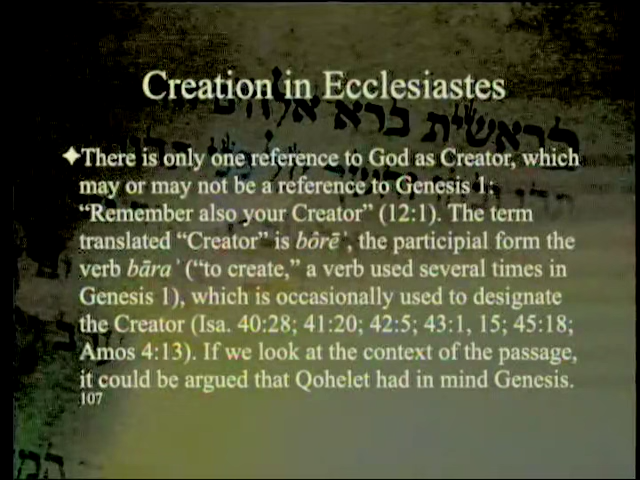 Creation in Ecclesiastes
בראשית ברא אלהים
✦There is only one reference to God as Creator, which
may or may not be a reference to Genesis 1:
“Remember also your Creator” (12:1). The term
translated “Creator” is bôrē', the participial form the
verb bāra' (“to create,” a verb used several times in
Genesis 1), which is occasionally used to designate
the Creator (Isa. 40:28; 41:20; 42:5; 43:1, 15; 45:18;
Amos 4:13). If we look at the context of the passage,
it could be argued that Qohelet had in mind Genesis.
107